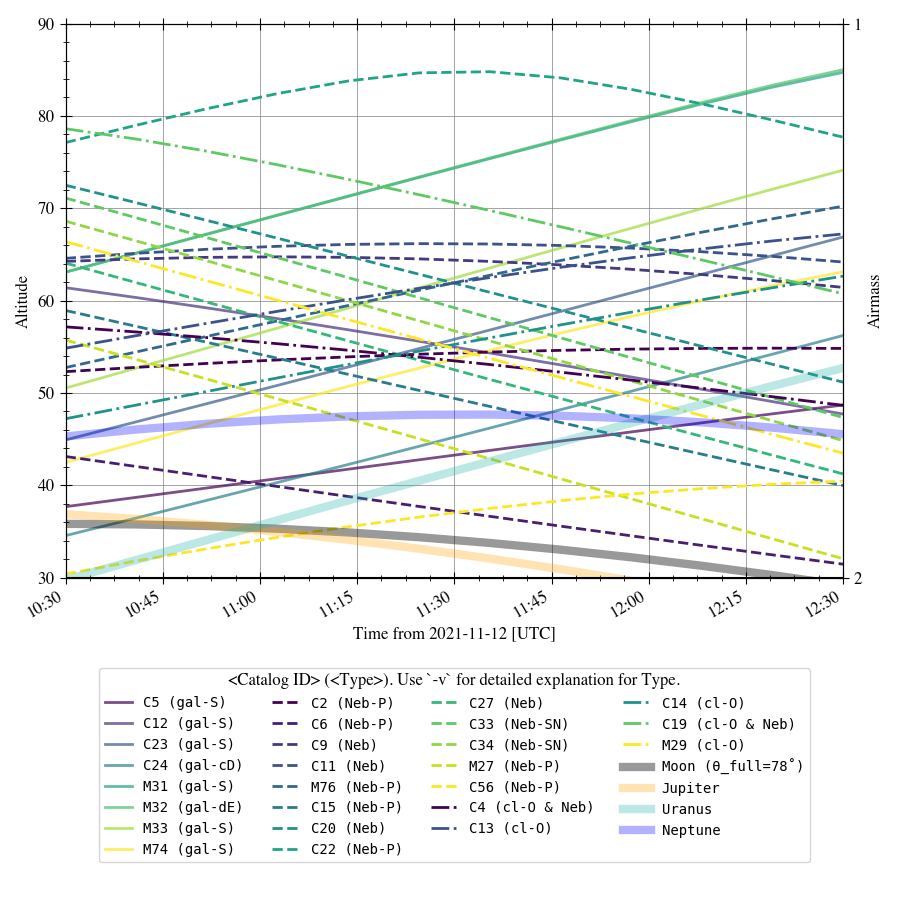 90
80
70
60
50
40
30
Altitude
1
2
Airmass
10:30
10:45
11:00
11:15
11:30
11:45
12:00
12:15
12:30
Time from 2021-11-12 [UTC]
<Catalog ID> (<Type>). Use `-v` for detailed explanation for Type.
C5 (gal-S)
C12 (gal-S)
C23 (gal-S)
C24 (gal-cD)
M31 (gal-S)
M32 (gal-dE)
M33 (gal-S)
M74 (gal-S)
C2 (Neb-P)
C6 (Neb-P)
C9 (Neb)
C11 (Neb)
M76 (Neb-P)
C15 (Neb-P)
C20 (Neb)
C22 (Neb-P)
C27 (Neb)
C33 (Neb-SN)
C34 (Neb-SN)
M27 (Neb-P)
C56 (Neb-P)
C4 (cl-O & Neb)
C13 (cl-O)
C14 (cl-O)
C19 (cl-O & Neb)
M29 (cl-O)
Moon (θ_full=78˚)
Jupiter
Uranus
Neptune